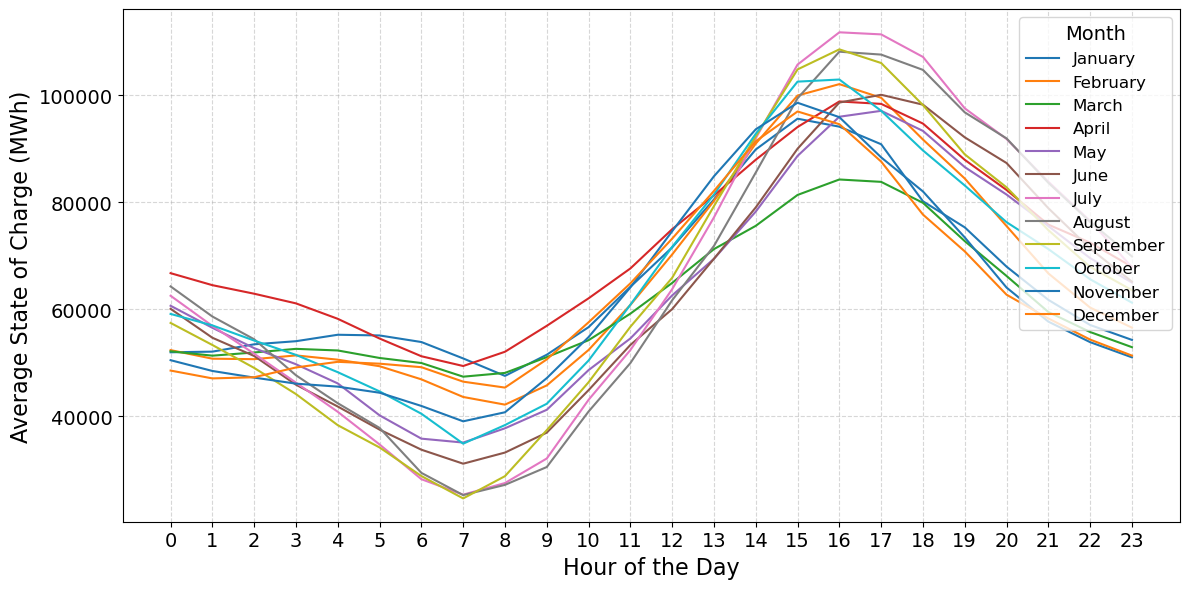 Average State of Charge (MWh)
100000
80000
60000
40000
0 1 2 3 4 5 6 7 8 9 10 11 12 13 14 15 16 17 18 19 20 21 22 23
Hour of the Day
Month
January
February
March
April
May
June
July
August
September
October
November
December